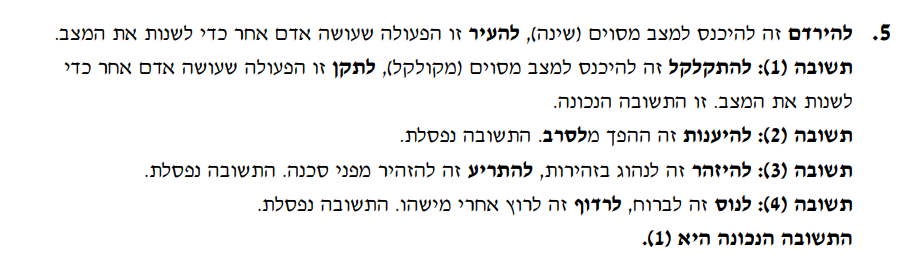 5. להירדם זה להיכנס למצב מסוים (שינה), להעיר זו הפעולה שעושה אדם אחר כדי לשנות את המצב.
תשובה (1): להתקלקל זה להיכנס למצב מסוים (מקולקל), לתקן זו הפעולה שעושה אדם אחר כדי
לשנות את המצב. זו התשובה הנכונה.
תשובה (2): להיענות זה ההפך מלסרב. התשובה נפסלת.
תשובה (3): להיזהר זה לנהוג בזהירות, להתריע זה להזהיר מפני סכנה. התשובה נפסלת.
תשובה (4): לנוס זה לברוח, לרדוף זה לרוץ אחרי מישהו. התשובה נפסלת.
התשובה הנכונה היא (1).